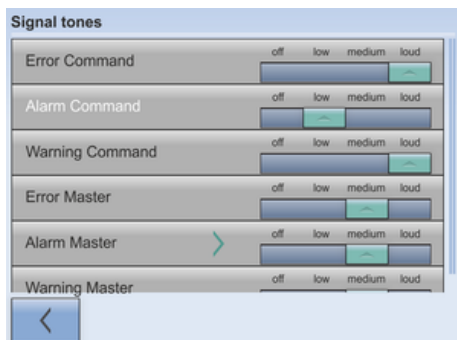 Signal tones
Error Command
off low medium loud
Alarm Command
off low medium loud
Warning Command
off low medium loud
Error Master
off low medium loud
Alarm Master
off low medium loud
Warning Master
off low medium loud